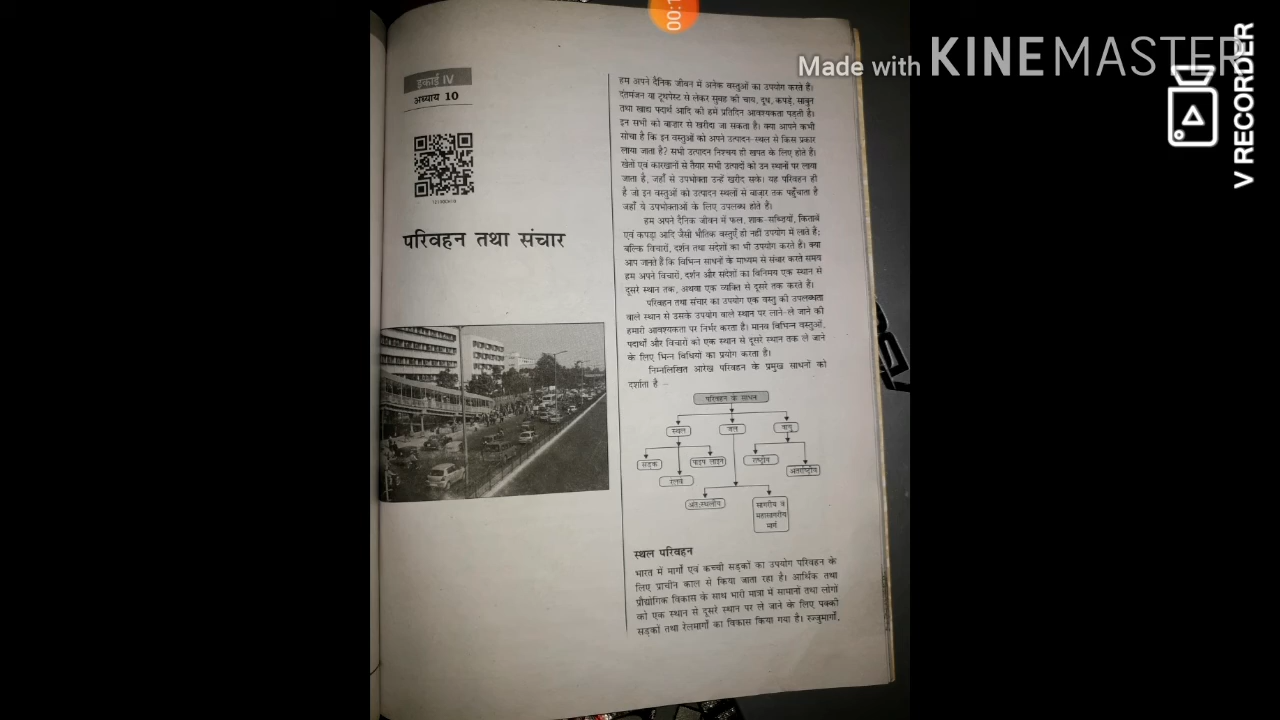 00:1
Made with KINEMASTER
V RECORDER
इकाई IV
अध्याय 10
परिवहन तथा संचार
हम अपने दैनिक जीवन में अनेक वस्तुओं का उपयोग करते हैं।
दंतमंजन या टूथपेस्ट से लेकर सुबह की चाय, दूध, कपड़े, साबुन
तथा खाद्य पदार्थ आदि की हमें प्रतिदिन आवश्यकता पड़ती है।
इन सभी को बाज़ार से खरीदा जा सकता है। क्या आपने कभी
सोचा है कि इन वस्तुओं को अपने उत्पादन-स्थल से किस प्रकार
लाया जाता है? सभी उत्पादन निश्चय ही खपत के लिए होते हैं।
खेतों एवं कारखानों से तैयार सभी उत्पादों को उन स्थानों पर लाया
जाता है, जहाँ से उपभोक्ता उन्हें खरीद सकें। यह परिवहन ही
है जो इन वस्तुओं को उत्पादन स्थलों से बाज़ार तक पहुँचाता है
जहाँ ये उपभोक्ताओं के लिए उपलब्ध होते हैं।
हम अपने दैनिक जीवन में फल, शाक-सब्ज़ियों, किताबें
एवं कपड़ा आदि जैसी भौतिक वस्तुएँ ही नहीं उपयोग में लाते हैं;
बल्कि विचारों, दर्शन तथा संदेशों का भी उपयोग करते हैं। क्या
आप जानते हैं कि विभिन्न साधनों के माध्यम से संचार करते समय
हम अपने विचारों, दर्शन और संदेशों का विनिमय एक स्थान से
दूसरे स्थान तक, अथवा एक व्यक्ति से दूसरे तक करते हैं।
परिवहन तथा संचार का उपयोग एक वस्तु की उपलब्धता
वाले स्थान से उसके उपयोग वाले स्थान पर लाने-ले जाने की
हमारी आवश्यकता पर निर्भर करता है। मानव विभिन्न वस्तुओं,
पदार्थों और विचारों को एक स्थान से दूसरे स्थान तक ले जाने
के लिए भिन्न विधियों का प्रयोग करता है।
निम्नलिखित आरेख परिवहन के प्रमुख साधनों को
दर्शाता है –
परिवहन के साधन
स्थल
जल
वायु
सड़क
पाइप लाइन
राष्ट्रीय
अंतर्राष्ट्रीय
रेलवे
अंत:स्थलीय
सागरीय व
महासागरीय
मार्ग
स्थल परिवहन
भारत में मार्गों एवं कच्ची सड़कों का उपयोग परिवहन के
लिए प्राचीन काल से किया जाता रहा है। आर्थिक तथा
प्रौद्योगिक विकास के साथ भारी मात्रा में सामानों तथा लोगों
को एक स्थान से दूसरे स्थान पर ले जाने के लिए पक्की
सड़कों तथा रेलमार्गों का विकास किया गया है। रज्जुमार्गों,